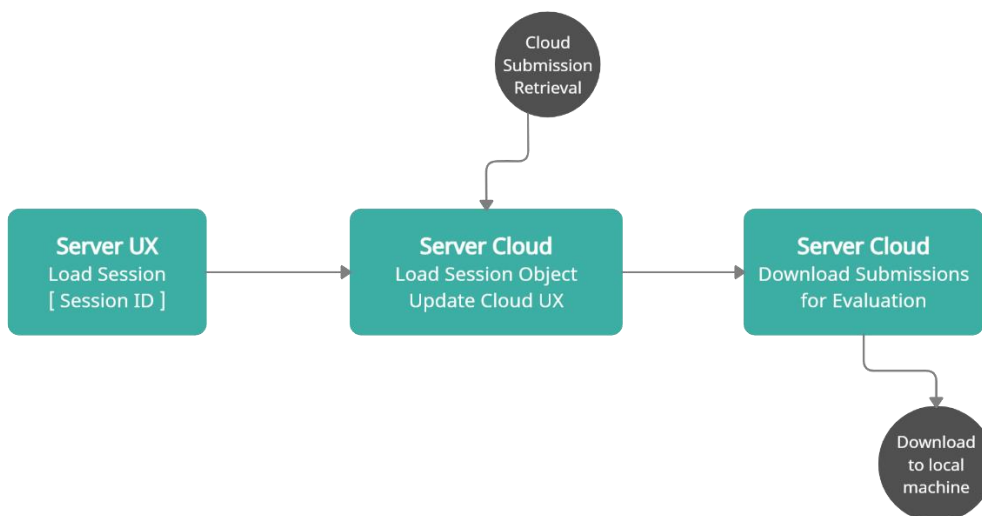 Cloud
Submission
Retrieval
Server UX
Load Session
[ Session ID ]
Server Cloud
Load Session Object
Update Cloud UX
Server Cloud
Download Submissions
for Evaluation
Download
to local
machine